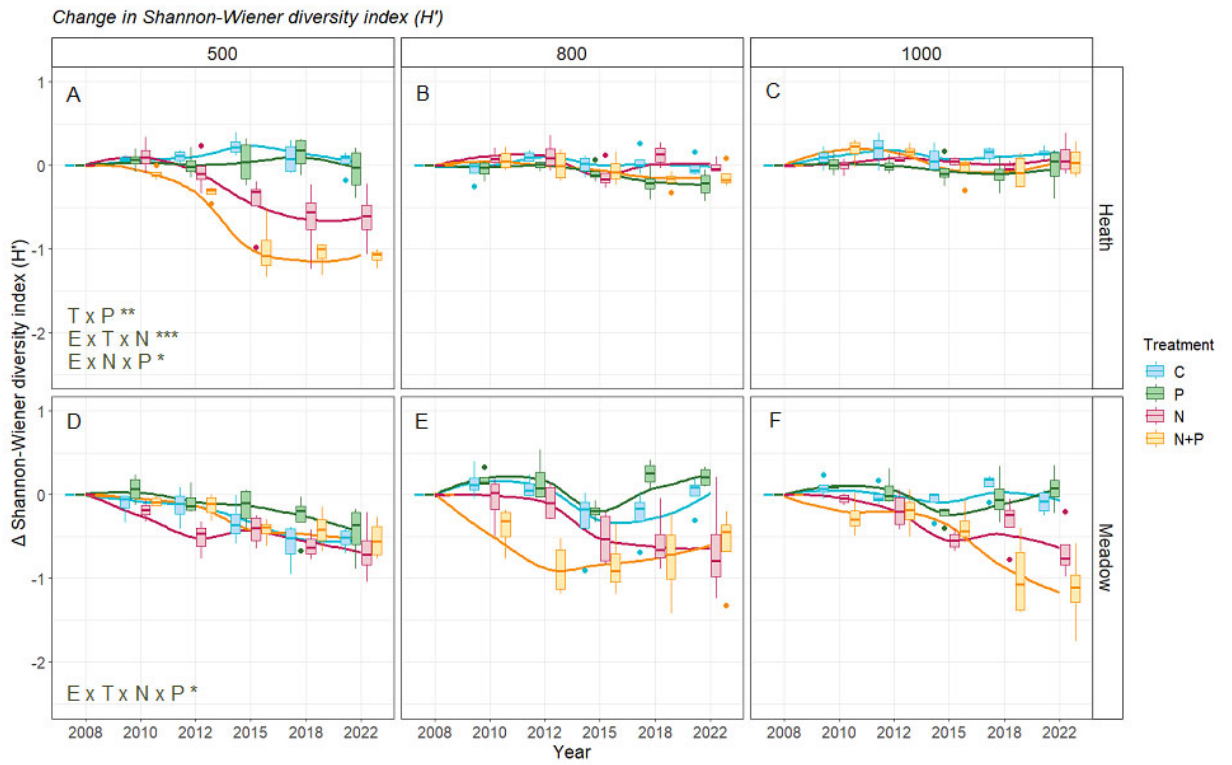 Change in Shannon-Wiener diversity index (H')
500 800 1000
1
0
-1
-2
A
T x P **
E x T x N ***
E x N x P *
B
C
Heath
1
0
-1
-2
D
E x T x N x P *
E
F
Meadow
Δ Shannon-Wiener diversity index (H')
2008 2010 2012 2015 2018 2022
2008 2010 2012 2015 2018 2022
2008 2010 2012 2015 2018 2022
Year
Treatment
C
P
N
N+P